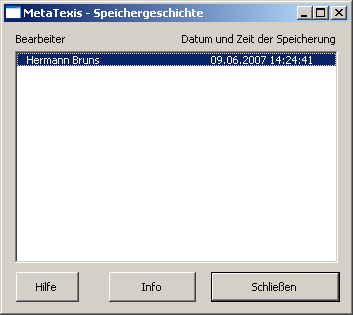 MetaTexis - Speichergeschichte
Bearbeiter Datum und Zeit der Speicherung
Hermann Bruns 09.06.2007 14:24:41
Hilfe Info Schließen